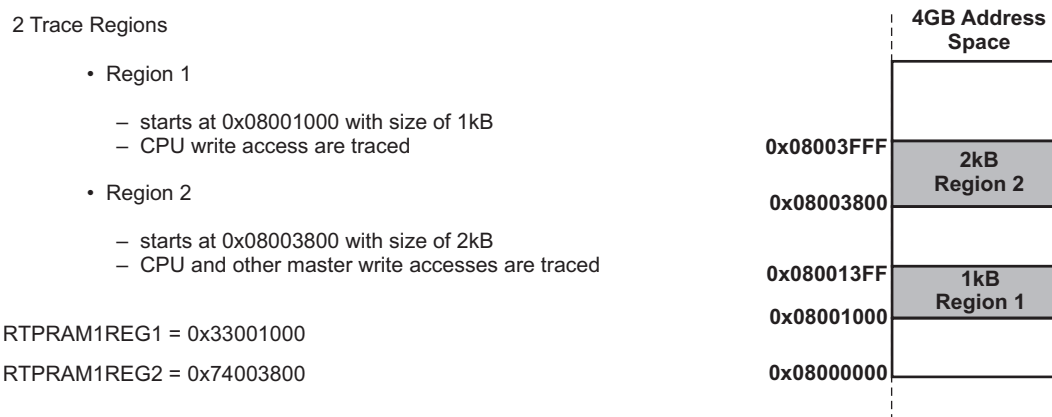 2 Trace Regions
• Region 1
– starts at 0x08001000 with size of 1kB
– CPU write access are traced
• Region 2
– starts at 0x08003800 with size of 2kB
– CPU and other master write accesses are traced
RTPRAM1REG1 = 0x33001000
RTPRAM1REG2 = 0x74003800
4GB Address
Space
0x08003FFF
2kB
Region 2
0x08003800
0x080013FF
1kB
Region 1
0x08001000
0x08000000